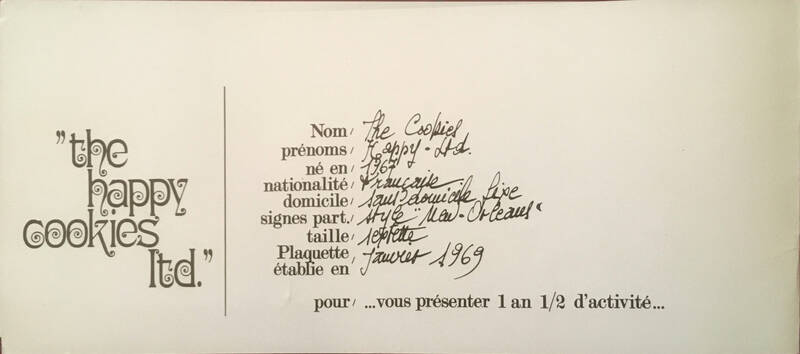 "the
happy
cookies
ltd."
Nom, The Cookies
prénoms, Happy-Ltd.
né en, 1967
nationalité, Française
domicile, sans domicile fixe
signes part., style "New-Orleans"
taille, septette
Plaquette,
établie en janvier 1969
pour, ...vous présenter 1 an 1/2 d'activité...